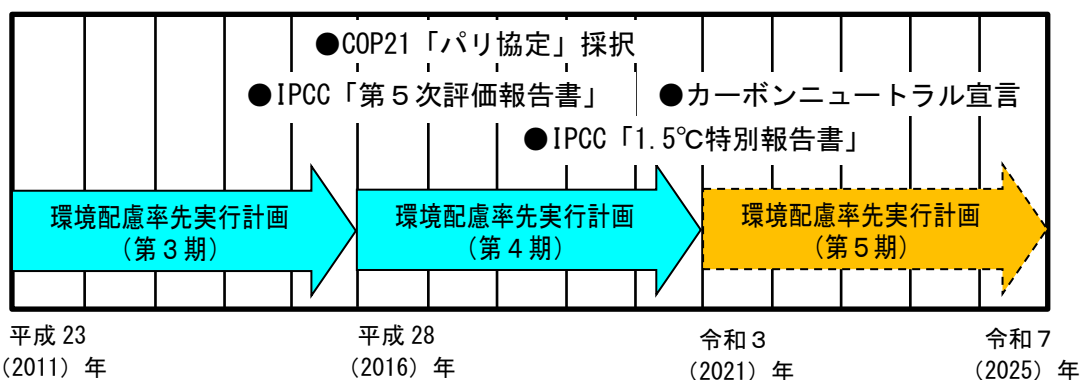 ●COP21「パリ協定」採択
●IPCC「第５次評価報告書」
●カーボンニュートラル宣言
●IPCC「1.5℃特別報告書」
環境配慮率先実行計画
（第３期）
環境配慮率先実行計画
（第４期）
環境配慮率先実行計画
（第５期）
平成 23
（2011）年
平成 28
（2016）年
令和３
（2021）年
令和７
（2025）年